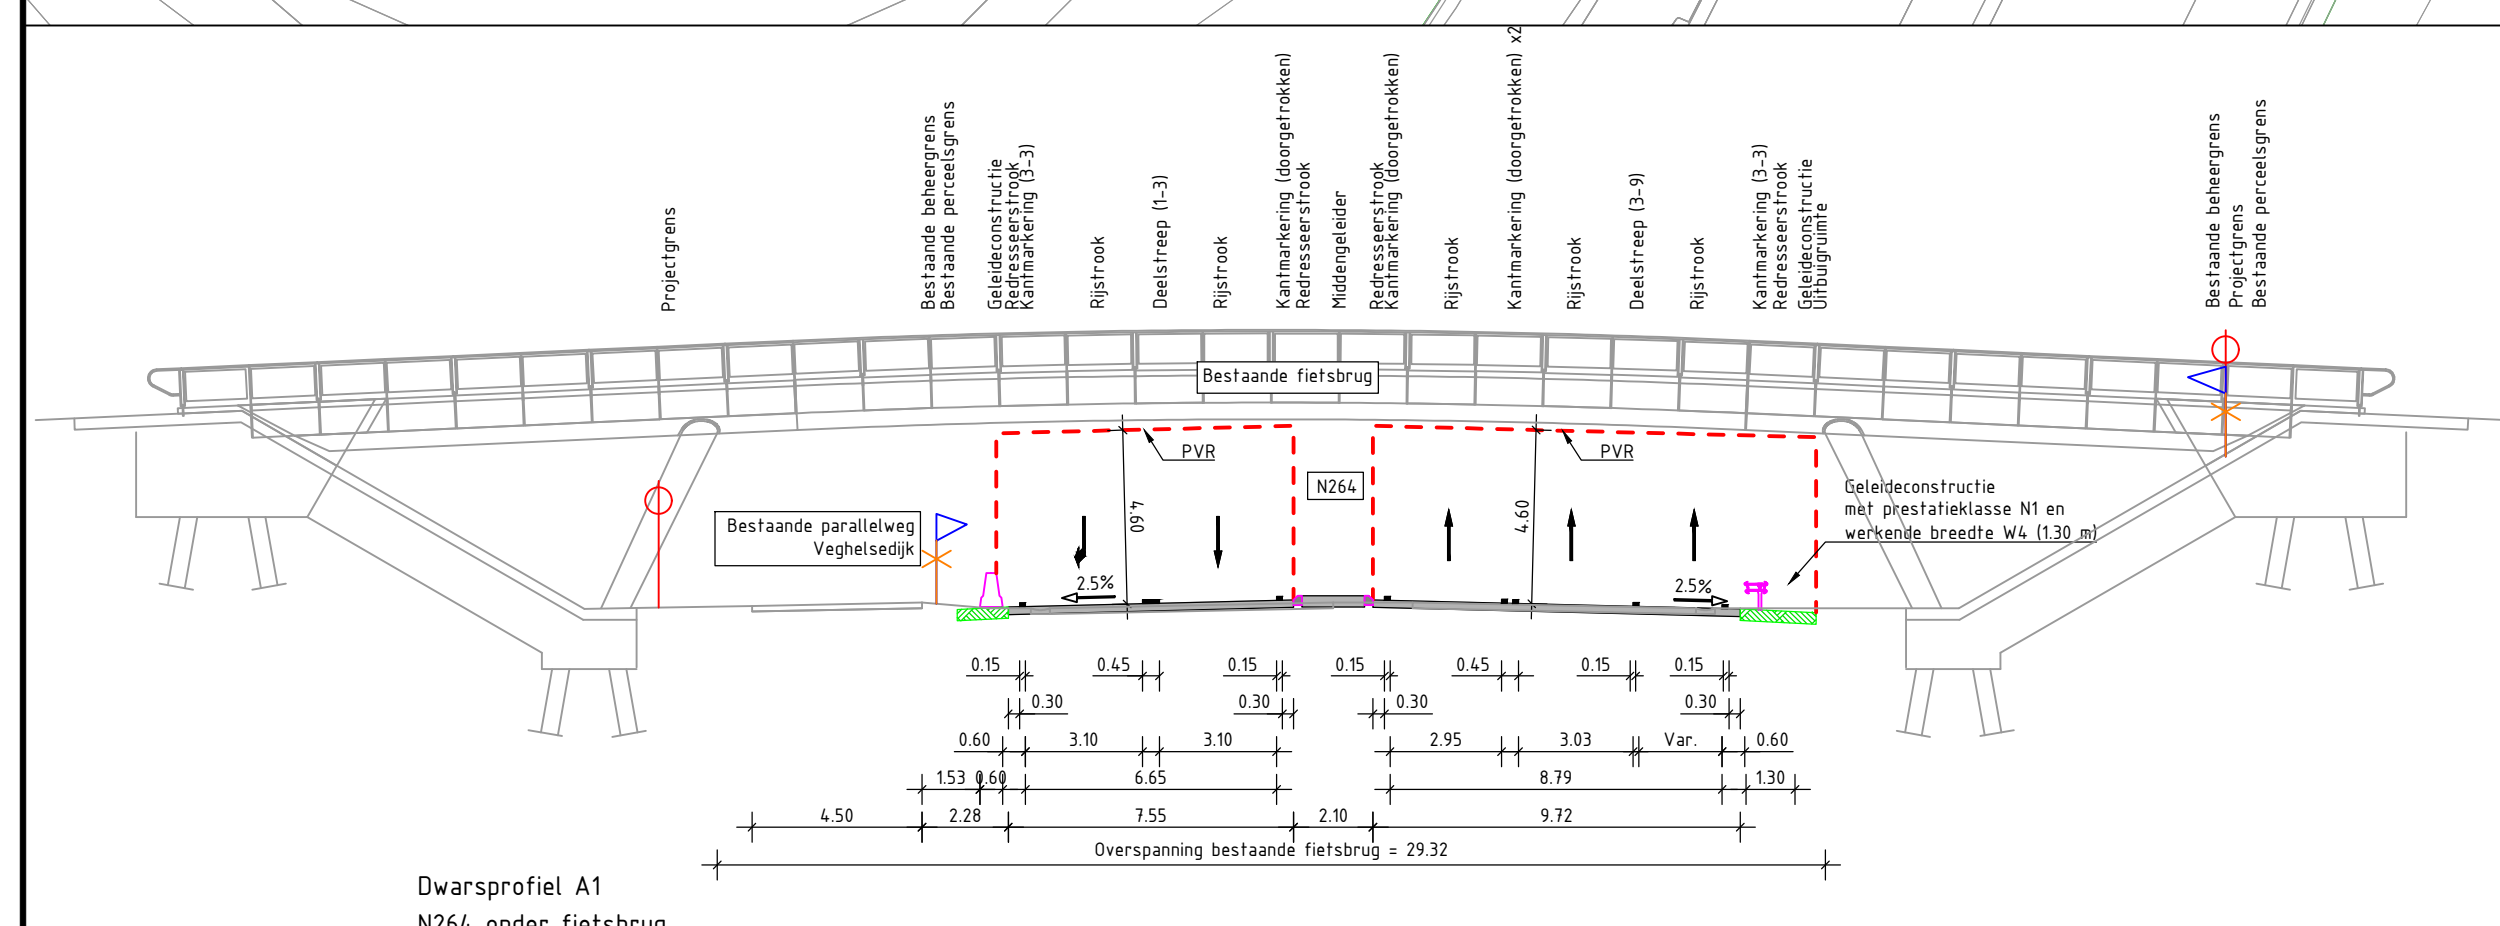 Projectgrens
Bestaande beheergrens
Bestaande perceelsgrens
Geleideconstructie
Redresseerstrook
Kantmarkering (3-3)
Rijstrook
Deelstreep (1-3)
Rijstrook
Kantmarkering (doorgetrokken)
Redresseerstrook
Middengeleider
Redresseerstrook
Kantmarkering (doorgetrokken)
Rijstrook
Kantmarkering (doorgetrokken) x2
Rijstrook
Deelstreep (3-9)
Rijstrook
Kantmarkering (3-3)
Redresseerstrook
Geleideconstructie
Uitbuigruimte
Bestaande beheergrens
Projectgrens
Bestaande perceelsgrens
Bestaande fietsbrug
PVR
PVR
N264
4.60
4.60
Geleideconstructie
met prestatieklasse N1 en
werkende breedte W4 (1.30 m)
Bestaande parallelweg
Veghelsedijk
2.5%
2.5%
0.15 0.45 0.15 0.15 0.45 0.15 0.15
0.30 0.30 0.30 0.30
0.60 3.10 3.10 2.95 3.03 Var. 0.60
1.53 0.60 6.65 8.79 1.30
4.50 2.28 7.55 2.10 9.72
Overspanning bestaande fietsbrug = 29.32
Dwarsprofiel A1
N264 onder fietsbrug